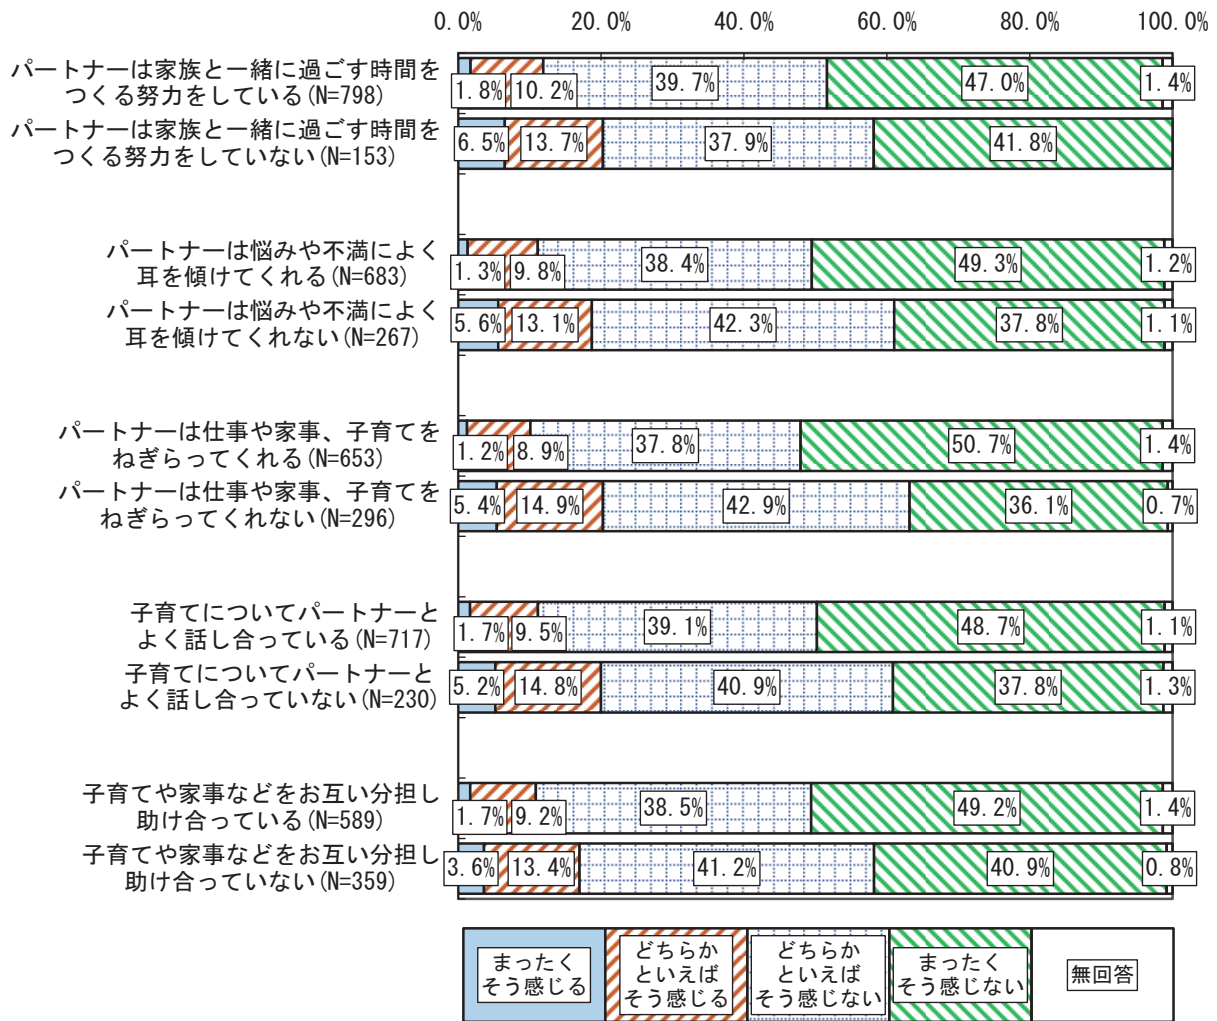 0.0% 20.0% 40.0% 60.0% 80.0% 100.0%
パートナーは家族と一緒に過ごす時間を
つくる努力をしている(N=798)
1.8% 10.2% 39.7% 47.0% 1.4%
パートナーは家族と一緒に過ごす時間を
つくる努力をしていない(N=153)
6.5% 13.7% 37.9% 41.8%
パートナーは悩みや不満によく
耳を傾けてくれる(N=683)
1.3% 9.8% 38.4% 49.3% 1.2%
パートナーは悩みや不満によく
耳を傾けてくれない(N=267)
5.6% 13.1% 42.3% 37.8% 1.1%
パートナーは仕事や家事、子育てを
ねぎらってくれる(N=653)
1.2% 8.9% 37.8% 50.7% 1.4%
パートナーは仕事や家事、子育てを
ねぎらってくれない(N=296)
5.4% 14.9% 42.9% 36.1% 0.7%
子育てについてパートナーと
よく話し合っている(N=717)
1.7% 9.5% 39.1% 48.7% 1.1%
子育てについてパートナーと
よく話し合っていない(N=230)
5.2% 14.8% 40.9% 37.8% 1.3%
子育てや家事などをお互い分担し
助け合っている(N=589)
1.7% 9.2% 38.5% 49.2% 1.4%
子育てや家事などをお互い分担し
助け合っていない(N=359)
3.6% 13.4% 41.2% 40.9% 0.8%
まったく
そう感じる
どちらか
といえば
そう感じる
どちらか
といえば
そう感じない
まったく
そう感じない
無回答